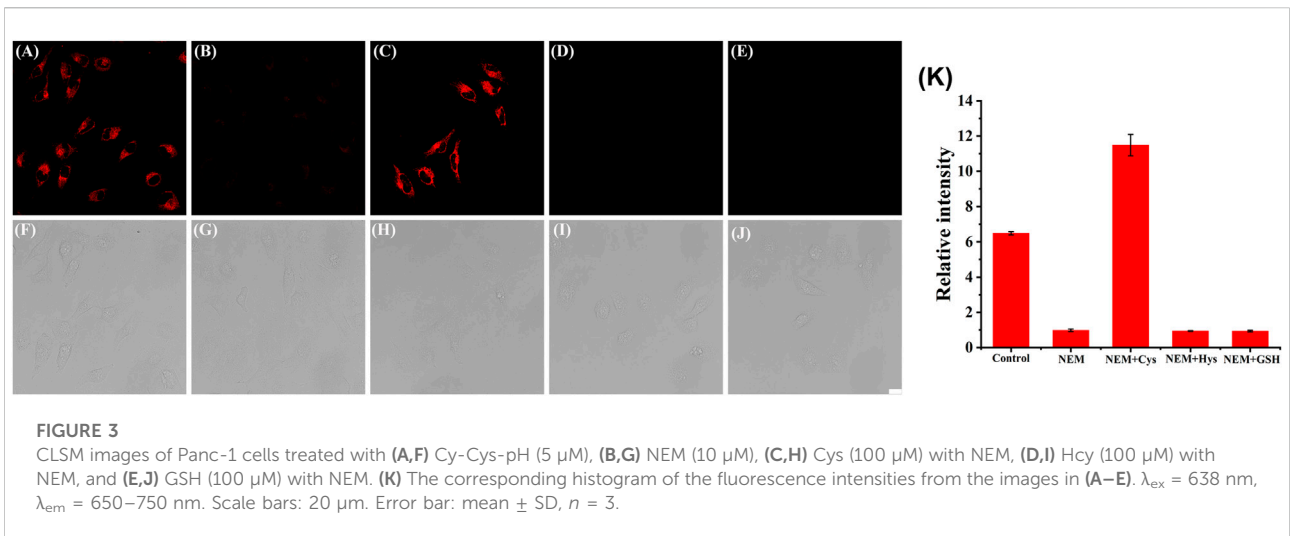 (A) (B) (C) (D) (E)
(F) (G) (H) (I) (J)
(K)
Relative intensity
14
12
10
8
6
4
2
0
Control NEM NEM+Cys NEM+Hys NEM+GSH
FIGURE 3
CLSM images of Panc-1 cells treated with (A,F) Cy-Cys-pH (5 µM), (B,G) NEM (10 µM), (C,H) Cys (100 µM) with NEM, (D,I) Hcy (100 µM) with
NEM, and (E,J) GSH (100 µM) with NEM. (K) The corresponding histogram of the fluorescence intensities from the images in (A–E). λex = 638 nm,
λem = 650–750 nm. Scale bars: 20 µm. Error bar: mean ± SD, n = 3.